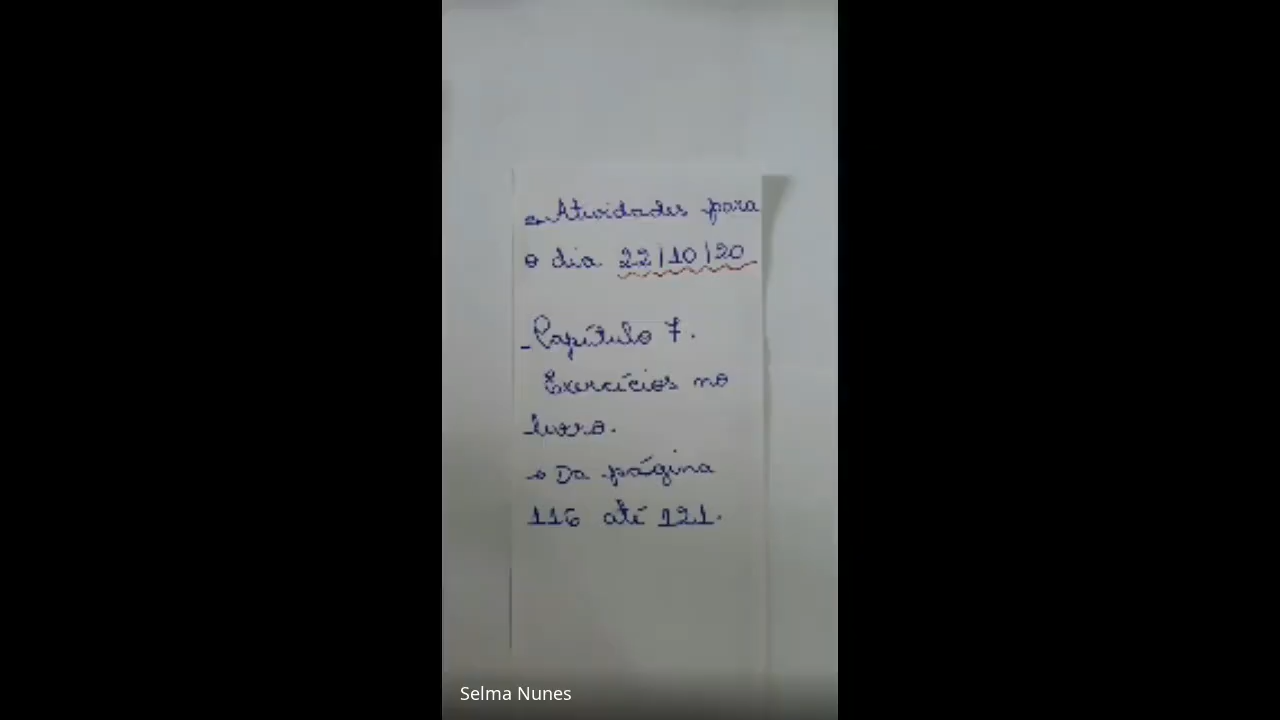 → Atividades para
o dia 22/10/20
- Capítulo 7.
Exercícios no
livro.
→ Da página
116 até 121.
Selma Nunes